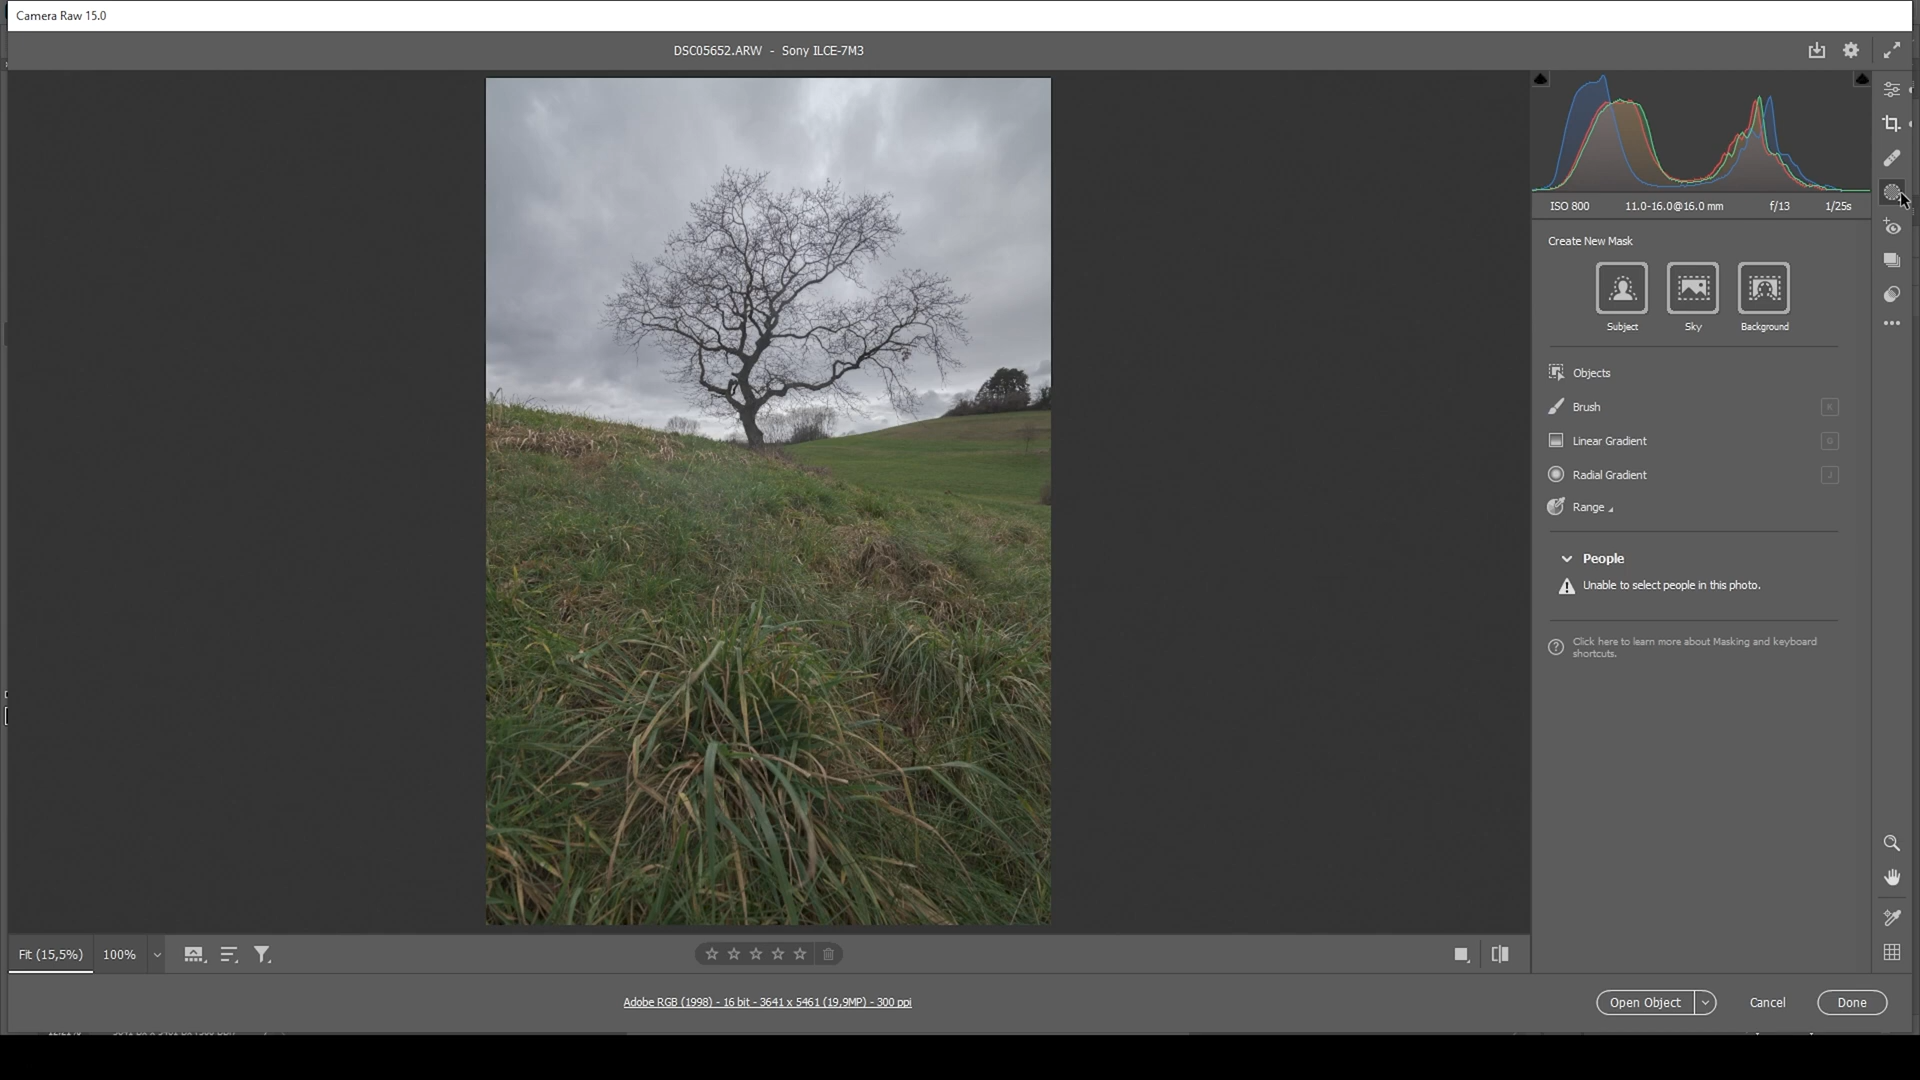 Camera Raw 15.0
DSC05652.ARW - Sony ILCE-7M3
ISO 800 11.0-16.0@16.0 mm f/13 1/25s
Create New Mask
Subject Sky Background
Objects
Brush K
Linear Gradient G
Radial Gradient J
Range
People
Unable to select people in this photo.
Click here to learn more about Masking and keyboard
shortcuts.
Fit (15,5%) 100%
Adobe RGB (1998) - 16 bit - 3641 x 5461 (19,9MP) - 300 ppi
Open Object Cancel Done